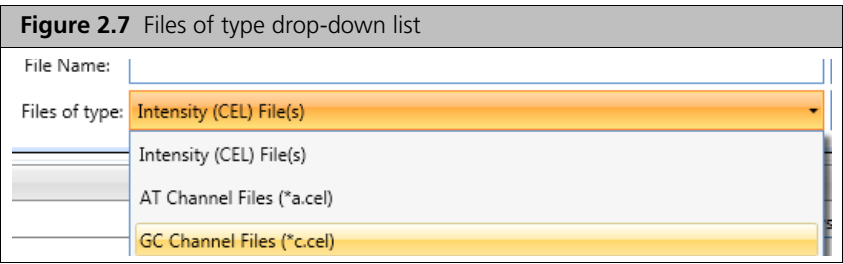 Figure 2.7 Files of type drop-down list
File Name:
Files of type: Intensity (CEL) File(s)
Intensity (CEL) File(s)
AT Channel Files (*a.cel)
GC Channel Files (*c.cel)